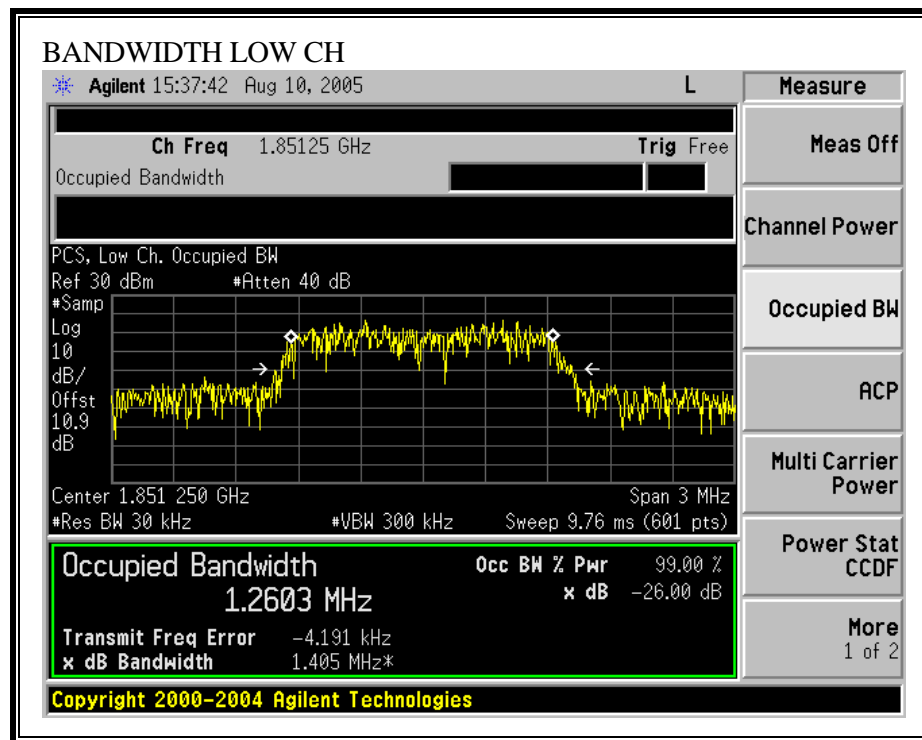 BANDWIDTH LOW CH
Agilent 15:37:42 Aug 10, 2005 L
Measure
Ch Freq 1.85125 GHz Trig Free
Occupied Bandwidth
Meas Off
Channel Power
Occupied BW
ACP
Multi Carrier
Power
Power Stat
CCDF
More
1 of 2
PCS, Low Ch. Occupied BW
Ref 30 dBm #Atten 40 dB
#Samp
Log
10
dB/
Offst
10.9
dB
Center 1.851 250 GHz Span 3 MHz
#Res BW 30 kHz #VBW 300 kHz Sweep 9.76 ms (601 pts)
Occupied Bandwidth
1.2603 MHz
Occ BW % Pwr 99.00 %
x dB -26.00 dB
Transmit Freq Error -4.191 kHz
x dB Bandwidth 1.405 MHz*
Copyright 2000-2004 Agilent Technologies